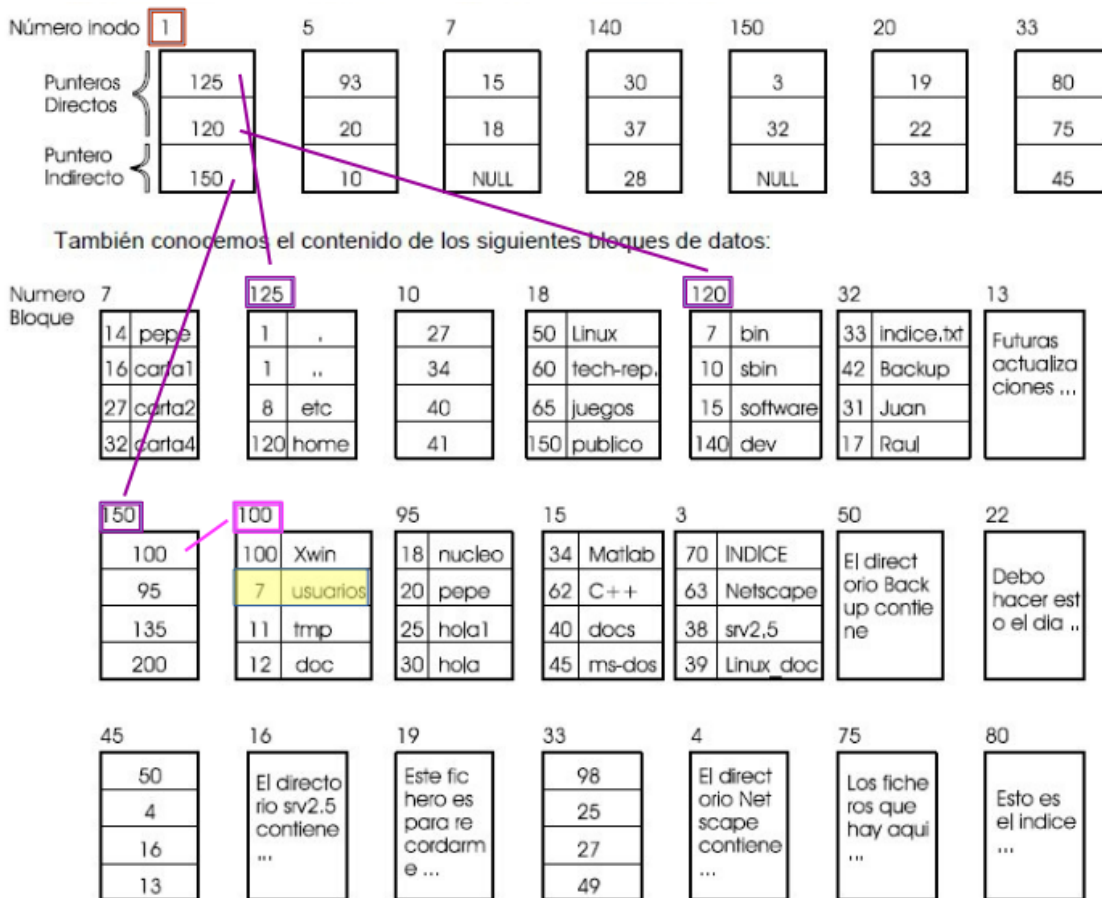 Número inodo 1 5 7 140 150 20 33
Punteros Directos
125 93 15 30 3 19 80
120 20 18 37 32 22 75
Puntero Indirecto
150 10 NULL 28 NULL 33 45
También conocemos el contenido de los siguientes bloques de datos:
Numero Bloque 7 125 10 18 120 32 13
14 pepe 1 . 27 50 Linux 7 bin 33 indice.txt Futuras
16 carta1 1 .. 34 60 tech-rep. 10 sbin 42 Backup actualiza
27 carta2 8 etc 40 65 juegos 15 software 31 Juan ciones ...
32 carta4 120 home 41 150 publico 140 dev 17 Raul
150 100 95 15 3 50 22
100 100 Xwin 18 nucleo 34 Matlab 70 INDICE El direct
95 7 usuarios 20 pepe 62 C++ 63 Netscape orio Back Debo
135 11 tmp 25 hola1 40 docs 38 srv2,5 up contie hacer est
200 12 doc 30 hola 45 ms-dos 39 Linux_doc ne o el dia ..
45 16 19 33 4 75 80
50 El directo Este fic 98 El direct Los fiche
4 rio srv2.5 hero es 25 orio Net ros que Esto es
16 contiene para re 27 scape hay aqui el indice
13 ... cordarm 49 contiene ... ...
e ... ...